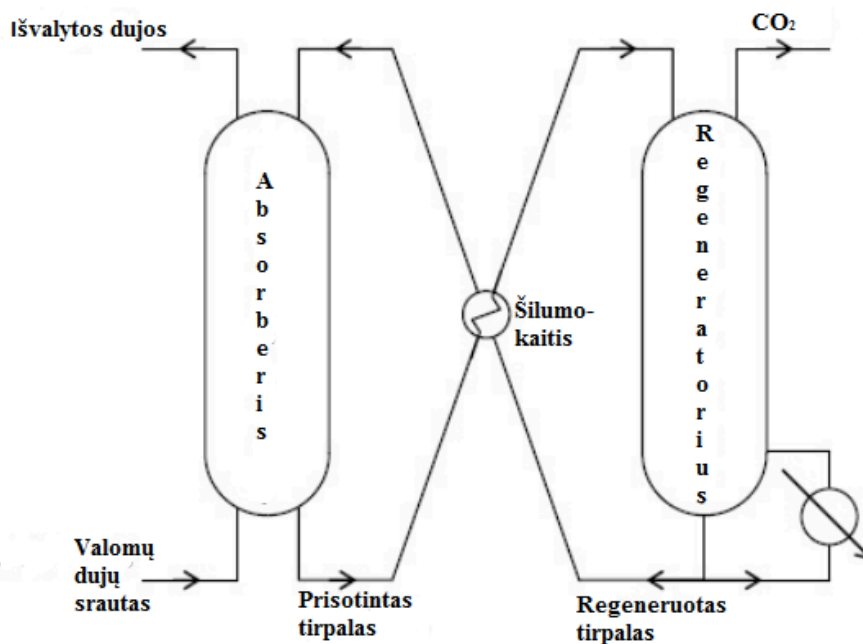 Išvalytos dujos
CO₂
Absorberis
Regeneratorius
Šilumo-
kaitis
Valomų
dujų
srautas
Prisotintas
tirpalas
Regeneruotas
tirpalas